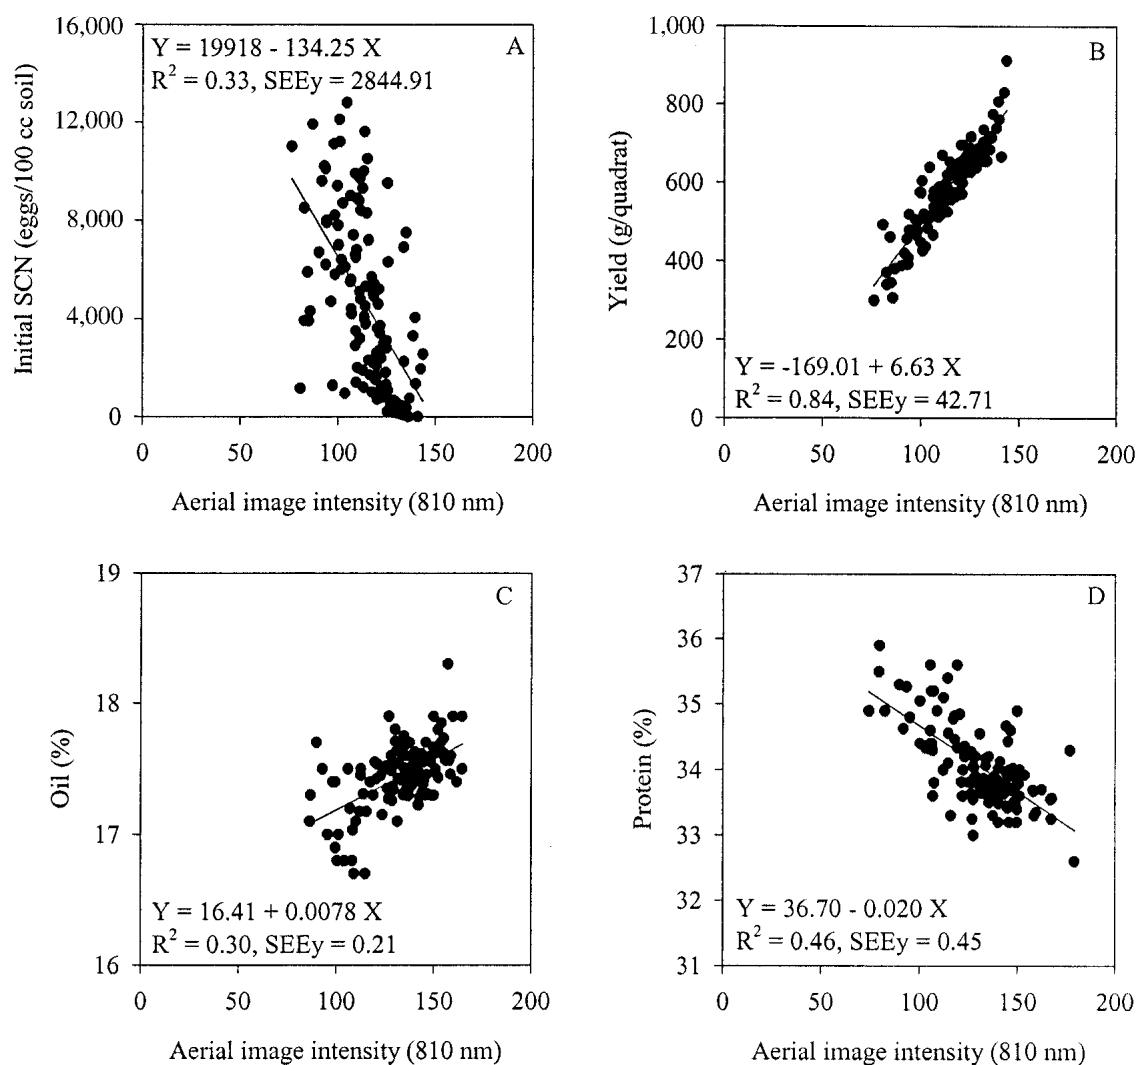 A
Y = 19918 - 134.25 X
R² = 0.33, SEEy = 2844.91
Initial SCN (eggs/100 cc soil)
16,000
12,000
8,000
4,000
0
0 50 100 150 200
Aerial image intensity (810 nm)
B
Yield (g/quadrat)
1,000
800
600
400
200
0
Y = -169.01 + 6.63 X
R² = 0.84, SEEy = 42.71
0 50 100 150 200
Aerial image intensity (810 nm)
C
Oil (%)
19
18
17
16
Y = 16.41 + 0.0078 X
R² = 0.30, SEEy = 0.21
0 50 100 150 200
Aerial image intensity (810 nm)
D
Protein (%)
37
36
35
34
33
32
31
Y = 36.70 - 0.020 X
R² = 0.46, SEEy = 0.45
0 50 100 150 200
Aerial image intensity (810 nm)